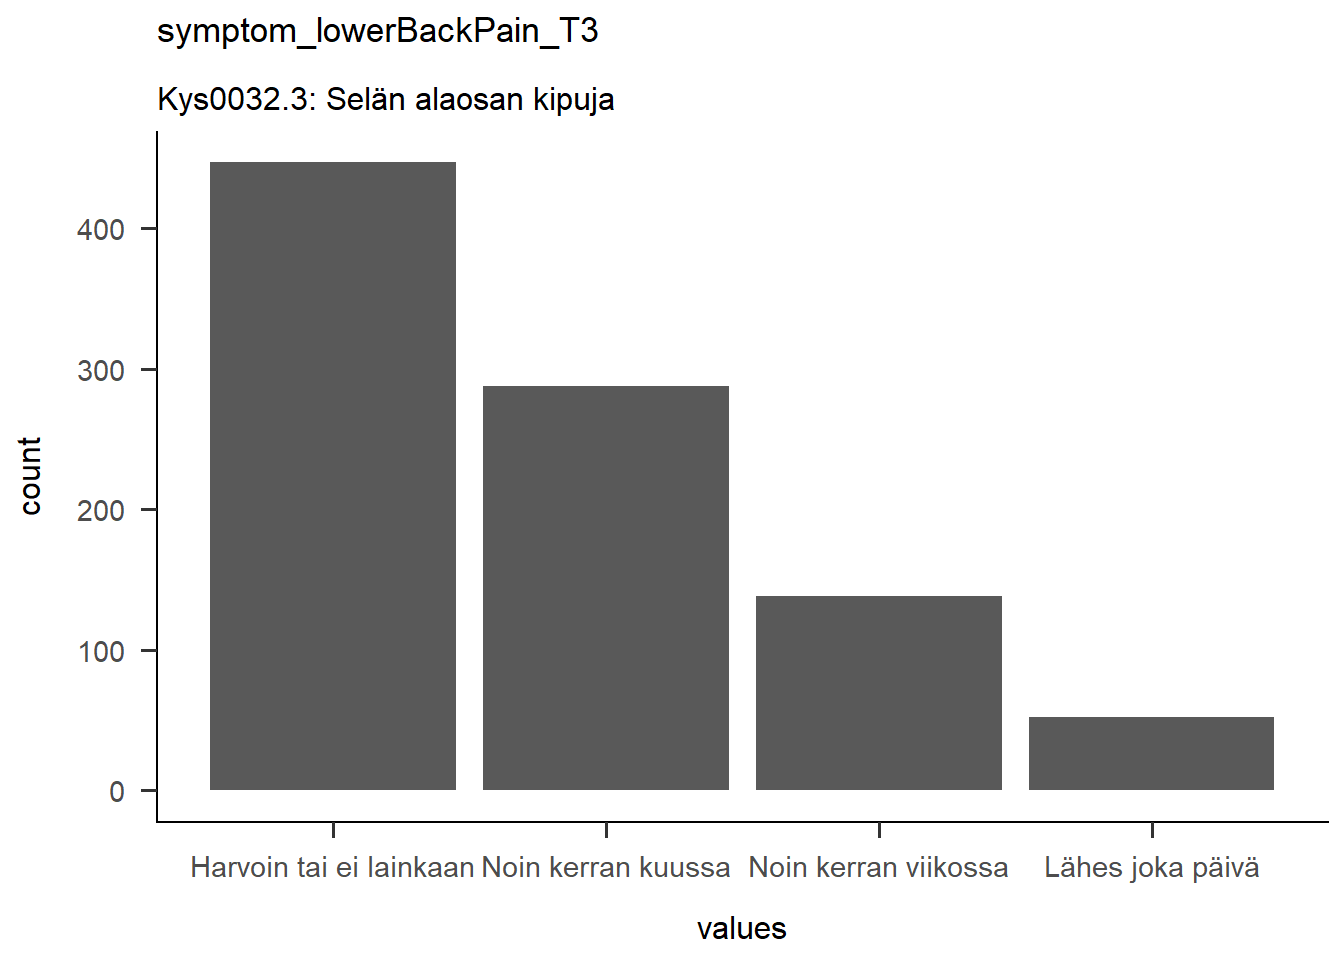 symptom_lowerBackPain_T3
Kys0032.3: Selän alaosan kipuja
count
400
300
200
100
0
Harvoin tai ei lainkaan Noin kerran kuussa Noin kerran viikossa Lähes joka päivä
values